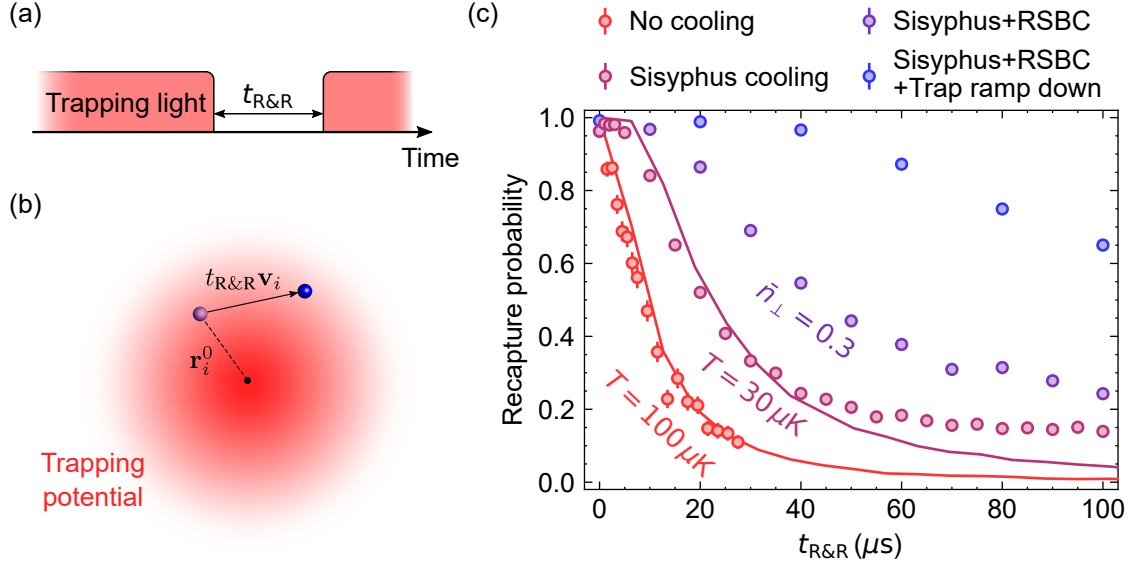 (a)
Trapping light
t_R&R
Time
(b)
t_R&R v_i
r_i^0
Trapping
potential
(c)
No cooling
Sisyphus cooling
Sisyphus+RSBC
Sisyphus+RSBC
+Trap ramp down
Recapture probability
1.0
0.8
0.6
0.4
0.2
0.0
n̄_⊥ = 0.3
T = 30 μK
T = 100 μK
0
20
40
60
80
100
t_R&R (μs)